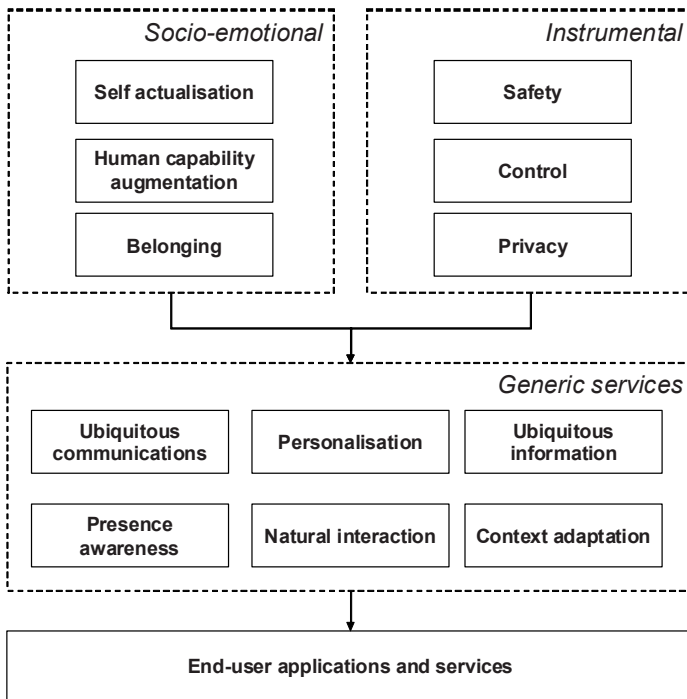 Socio-emotional
Self actualisation
Human capability
augmentation
Belonging
Instrumental
Safety
Control
Privacy
Generic services
Ubiquitous
communications
Personalisation
Ubiquitous
information
Presence
awareness
Natural interaction
Context adaptation
End-user applications and services